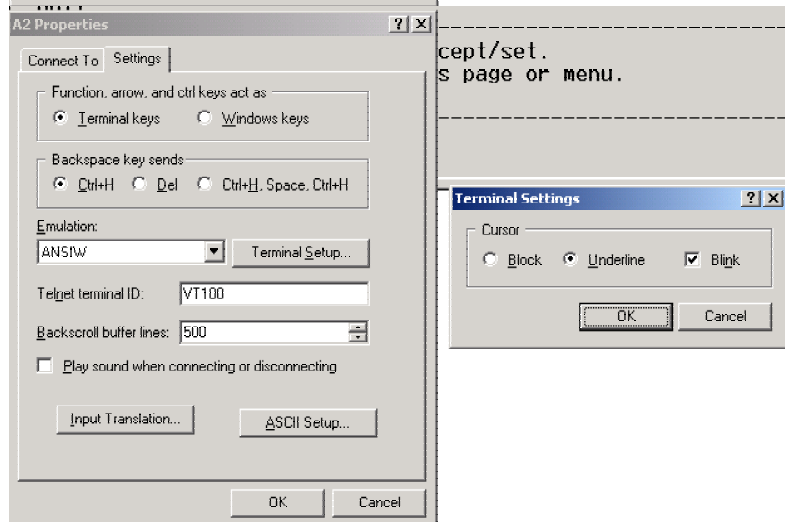 A2 Properties
Connect To Settings
Function, arrow, and ctrl keys act as
Terminal keys Windows keys
Backspace key sends
Ctrl+H Del Ctrl+H, Space, Ctrl+H
Emulation:
ANSIW Terminal Setup...
Telnet terminal ID: VT100
Backscroll buffer lines: 500
Play sound when connecting or disconnecting
Input Translation... ASCII Setup...
OK Cancel
cept/set.
s page or menu.
Terminal Settings
Cursor
Block Underline Blink
OK Cancel